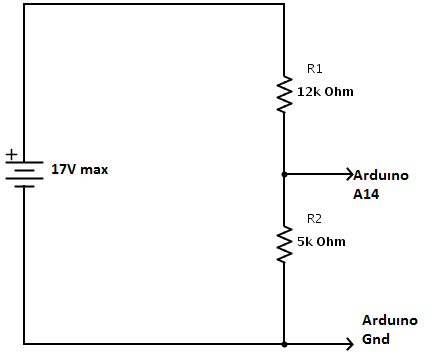 R1
12k Ohm
+
17V max
Arduino
A14
R2
5k Ohm
Arduino
Gnd